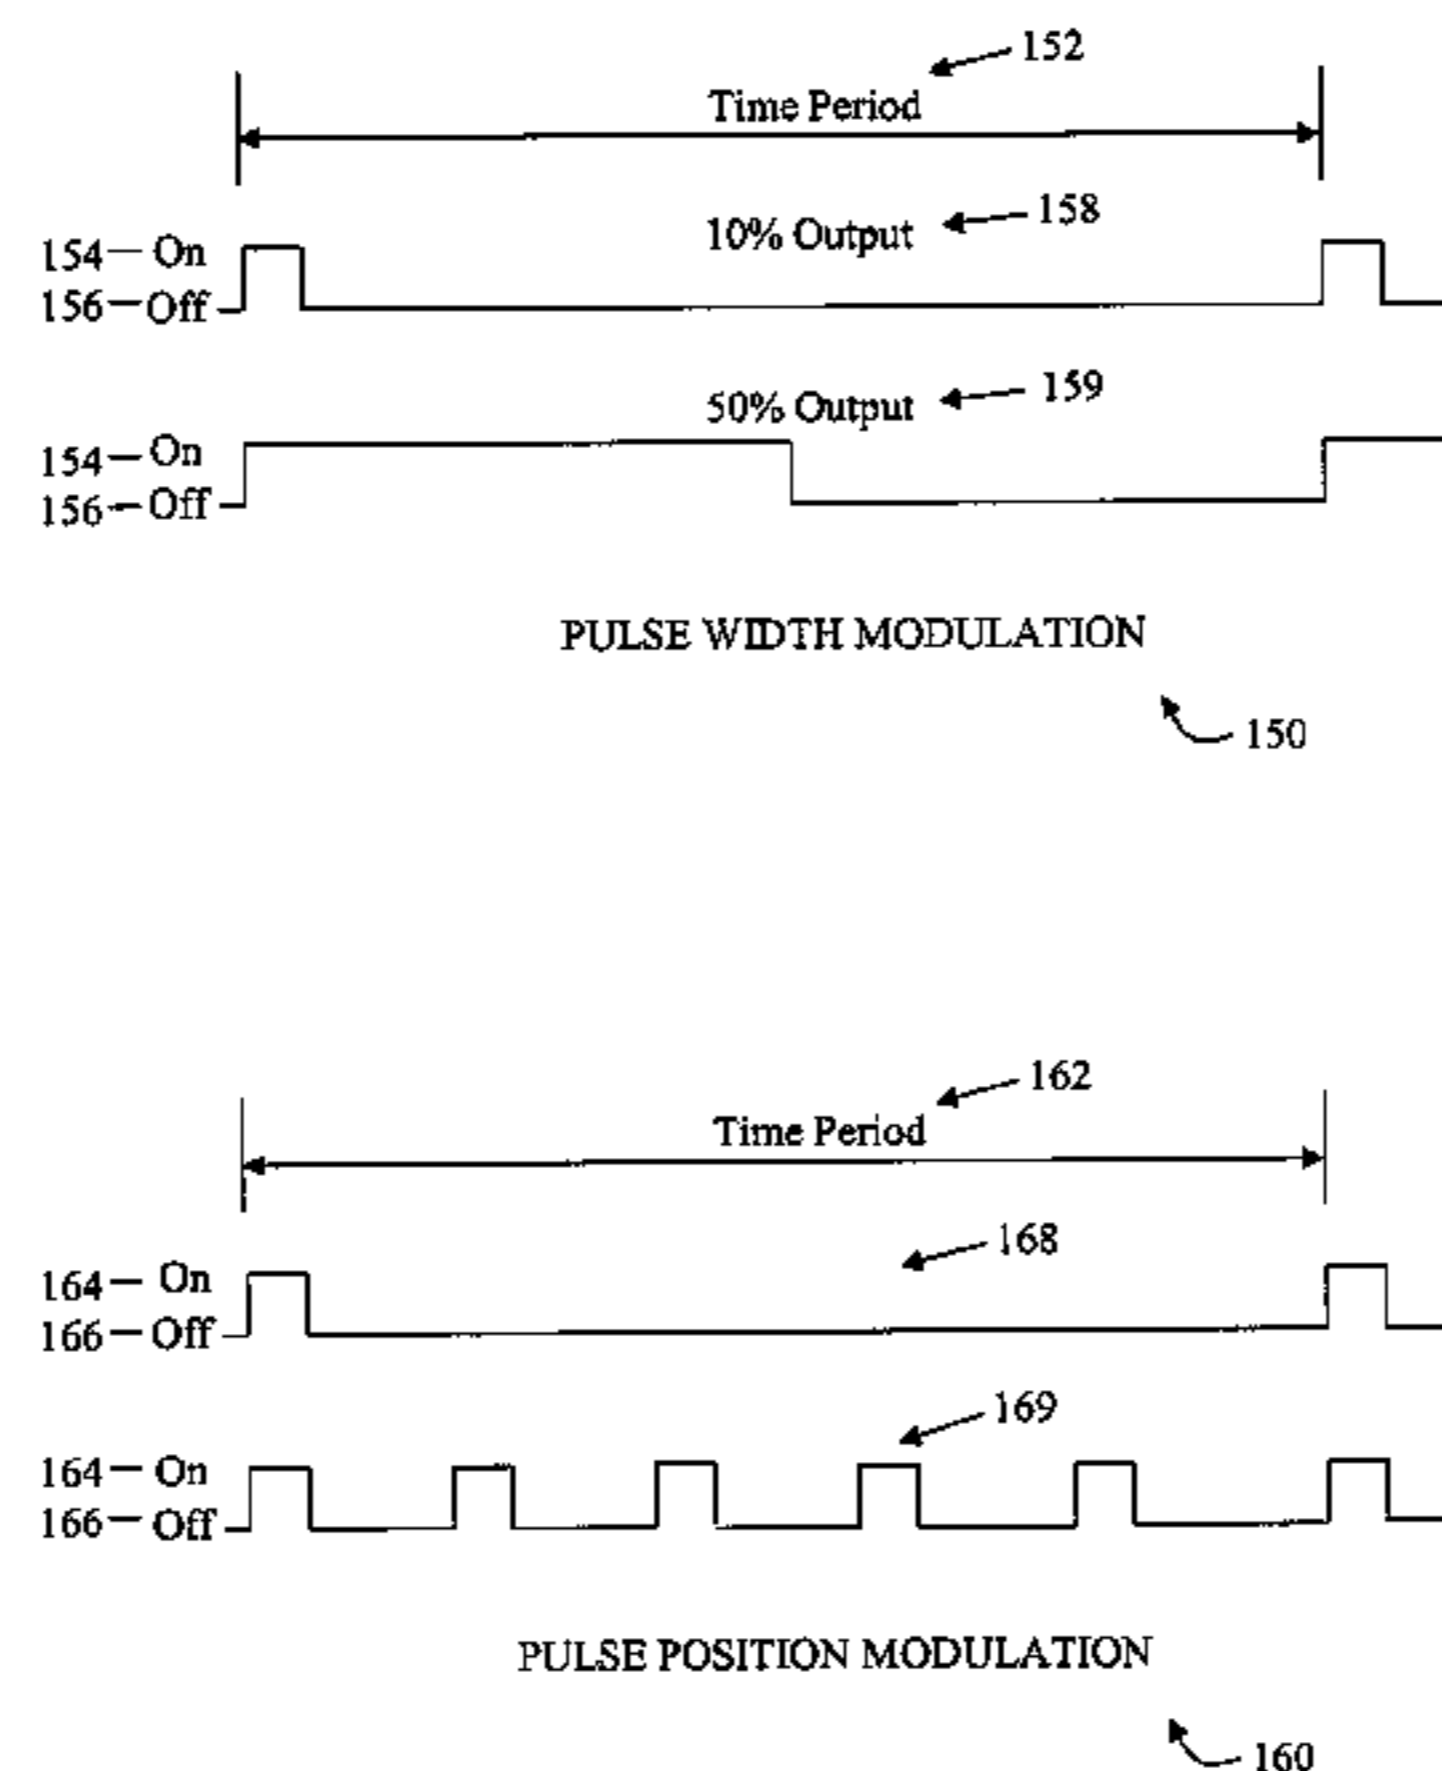 152
Time Period
10% Output 158
154 On
156 Off
50% Output 159
154 On
156 Off
PULSE WIDTH MODULATION
150
162
Time Period
168
164 On
166 Off
169
164 On
166 Off
PULSE POSITION MODULATION
160